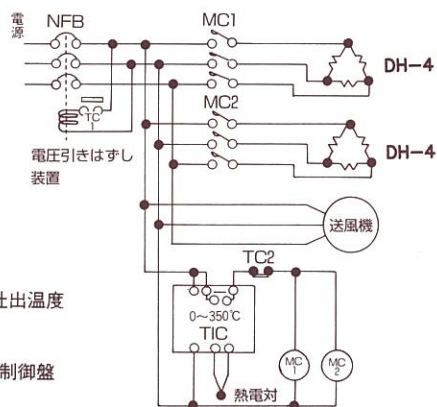 電源
NFB
MC1
DH-4
TC
1
MC2
電圧引きはずし
装置
DH-4
送風機
TC2
出温度
0～350℃
TIC
制御盤
MC
1
MC
2
熱電対